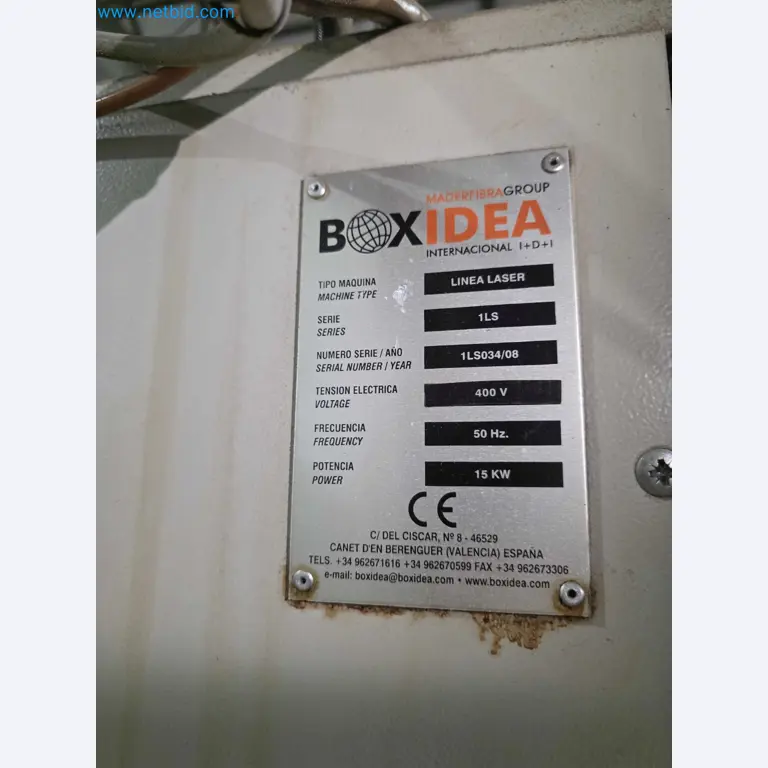 www.netbid.com
MADERFIBRAGROUP
BOXIDEA
INTERNACIONAL I+D+I
TIPO MAQUINA
MACHINE TYPE
LINEA LASER
SERIE
SERIES
1LS
NUMERO SERIE / AÑO
SERIAL NUMBER / YEAR
1LS034/08
TENSION ELECTRICA
VOLTAGE
400 V
FRECUENCIA
FREQUENCY
50 Hz.
POTENCIA
POWER
15 KW
CE
C/ DEL CISCAR, Nº 8 - 46529
CANET D'EN BERENGUER (VALENCIA) ESPAÑA
TELS. +34 962671616 +34 962670599 FAX +34 962673306
e-mail: boxidea@boxidea.com • www.boxidea.com